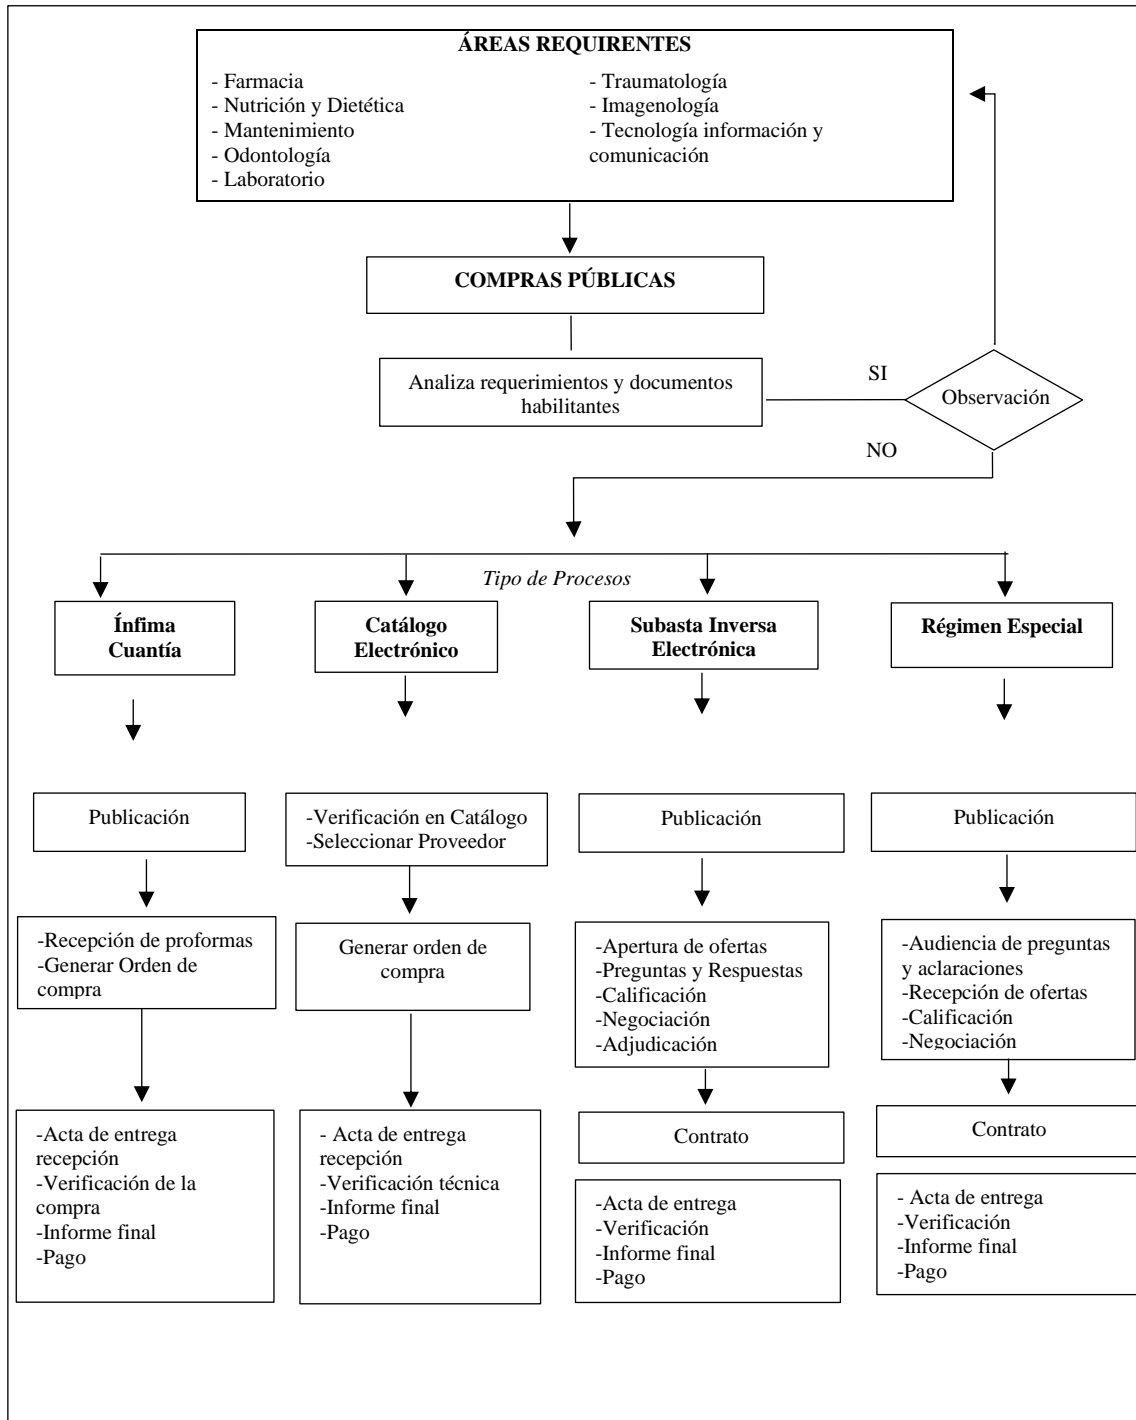 ÁREAS REQUIRENTES
- Farmacia
- Nutrición y Dietética
- Mantenimiento
- Odontología
- Laboratorio
- Traumatología
- Imagenología
- Tecnología información y
comunicación
COMPRAS PÚBLICAS
Analiza requerimientos y documentos
habilitantes
SI
Observación
NO
Tipo de Procesos
Ínfima
Cuantía
Catálogo
Electrónico
Subasta Inversa
Electrónica
Régimen Especial
Publicación
-Verificación en Catálogo
-Seleccionar Proveedor
Publicación
Publicación
-Recepción de proformas
-Generar Orden de
compra
Generar orden de
compra
-Apertura de ofertas
-Preguntas y Respuestas
-Calificación
-Negociación
-Adjudicación
-Audiencia de preguntas
y aclaraciones
-Recepción de ofertas
-Calificación
-Negociación
-Acta de entrega
recepción
-Verificación de la
compra
-Informe final
-Pago
- Acta de entrega
recepción
-Verificación técnica
-Informe final
-Pago
Contrato
-Acta de entrega
-Verificación
-Informe final
-Pago
Contrato
- Acta de entrega
-Verificación
-Informe final
-Pago